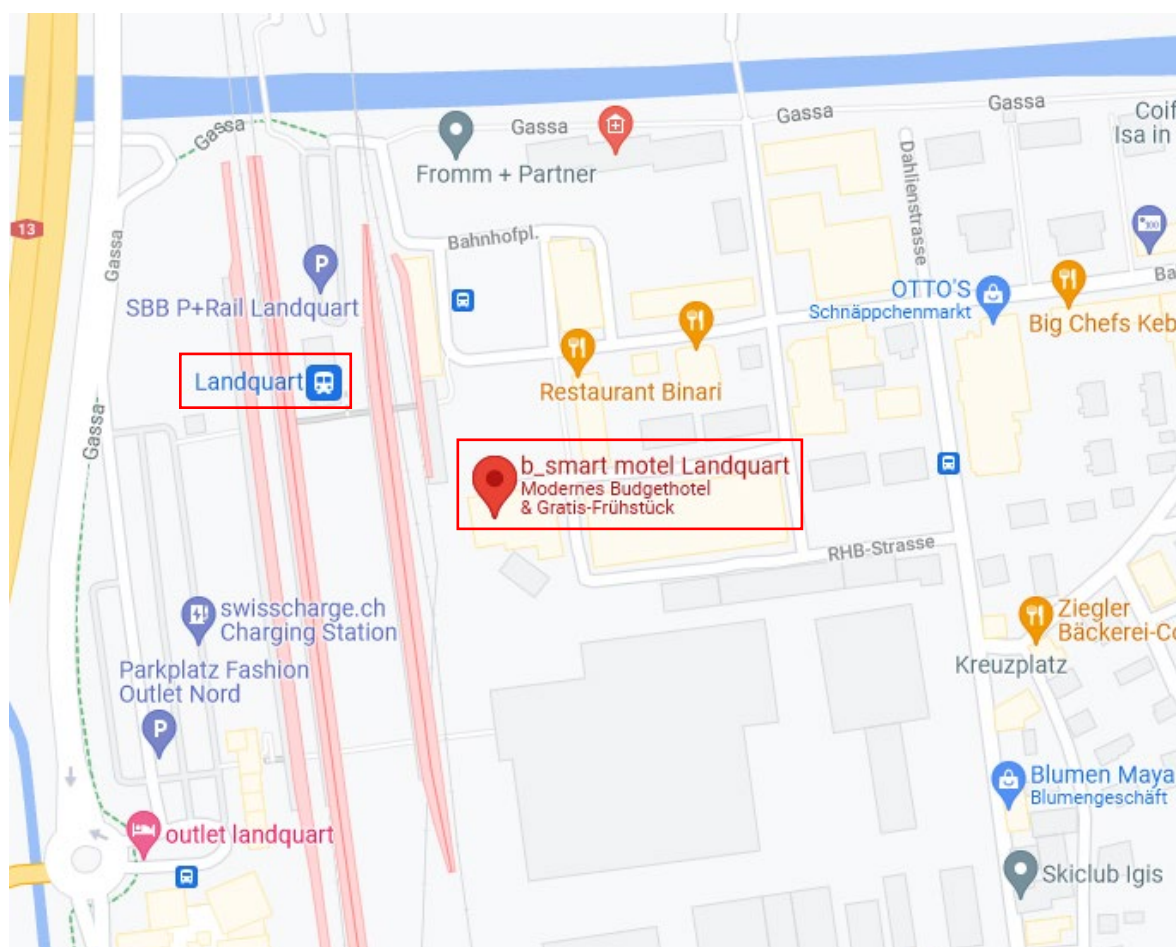 Gassa
Gassa
Gassa
Gassa
Coif
Isa in
Fromm + Partner
Dahlienstrasse
13
Bahnhofpl.
Gassa
SBB P+Rail Landquart
P
OTTO'S
Schnäppchenmarkt
Ba
Big Chefs Keb
Landquart
Restaurant Binari
Gassa
b_smart motel Landquart
Modernes Budgethotel
& Gratis-Frühstück
RHB-Strasse
swisscharge.ch
Charging Station
Ziegler
Bäckerei-Co
Kreuzplatz
Parkplatz Fashion
Outlet Nord
P
Blumen Maya
Blumengeschäft
outlet landquart
Skiclub Igis